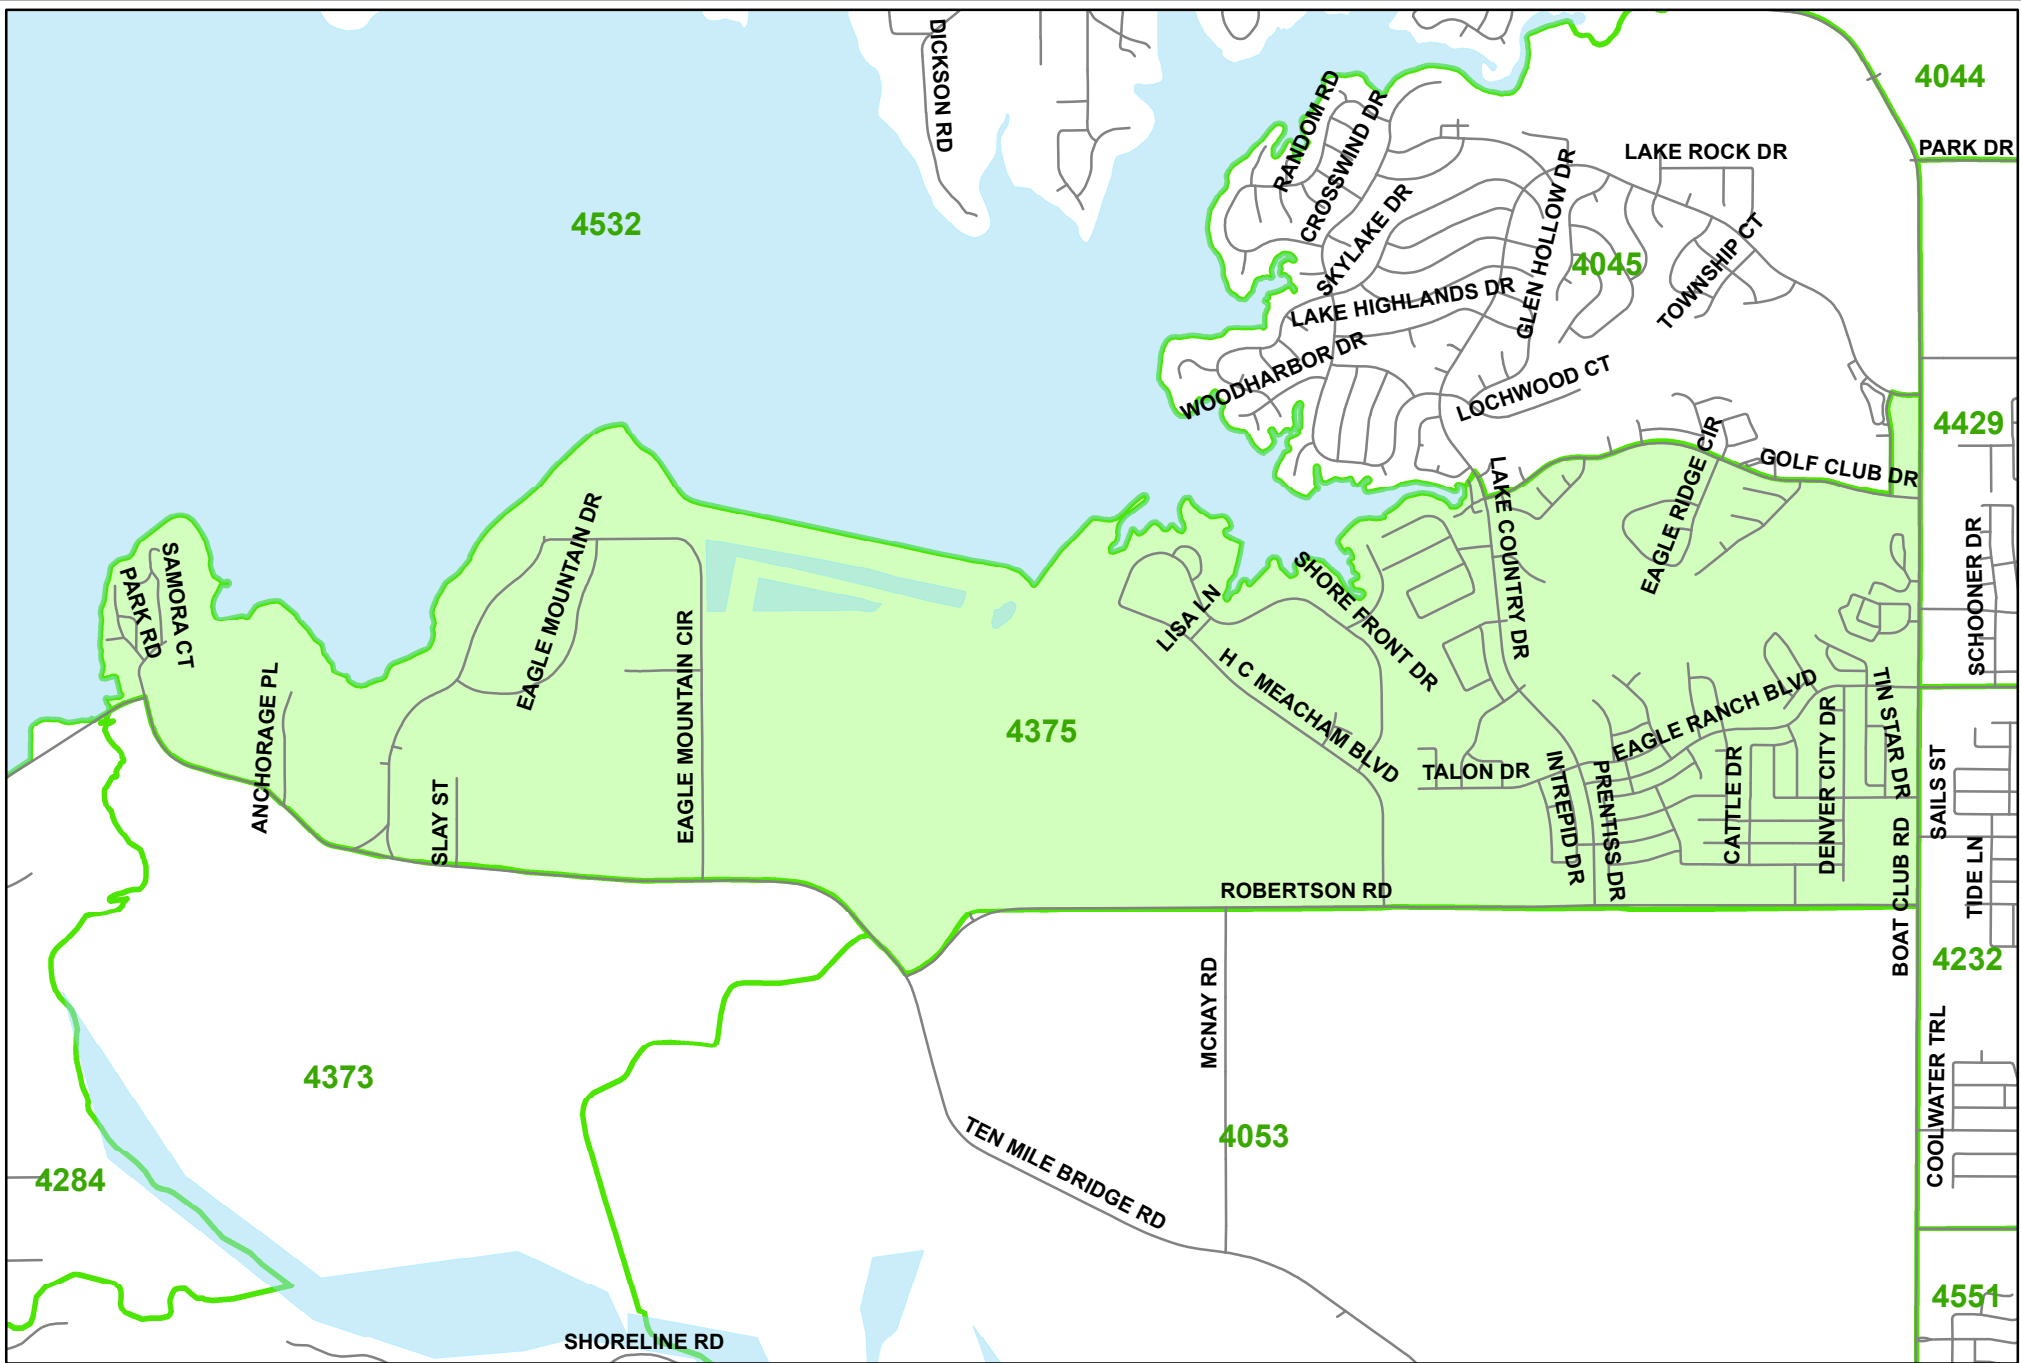 DICKSON RD
4044
RANDOM RD
CROSSWIND DR
PARK DR
LAKE ROCK DR
4532
SKYLAKE DR
GLEN HOLLOW DR
4045
TOWNSHIP CT
LAKE HIGHLANDS DR
WOODHARBOR DR
LOCHWOOD CT
4429
EAGLE RIDGE CIR
GOLF CLUB DR
LAKE COUNTRY DR
EAGLE MOUNTAIN DR
SAMORA CT
PARK RD
SHORE FRONT DR
SCHOONER DR
LISA LN
EAGLE MOUNTAIN CIR
H C MEACHAM BLVD
ANCHORAGE PL
4375
EAGLE RANCH BLVD
TIN STAR DR
DENVER CITY DR
TALON DR
INTREPID DR
PRENTISS DR
CATTLE DR
SAILS ST
SLAY ST
TIDE LN
ROBERTSON RD
BOAT CLUB RD
4232
MCNAY RD
4373
COOLWATER TRL
4053
TEN MILE BRIDGE RD
4284
4551
SHORELINE RD